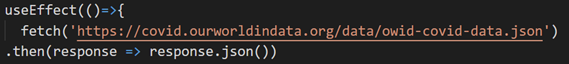 useEffect(()=>{
fetch('https://covid.ourworldindata.org/data/owid-covid-data.json')
.then(response => response.json())